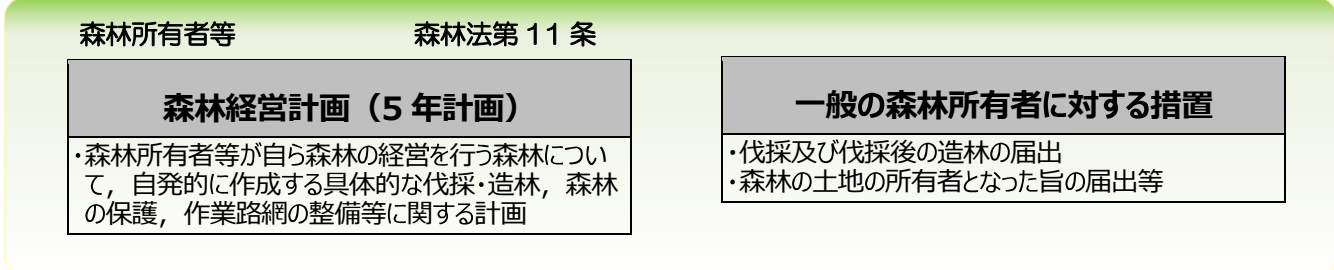 森林所有者等 森林法第 11 条
森林経営計画（5 年計画）
・森林所有者等が自ら森林の経営を行う森林につい
て，自発的に作成する具体的な伐採・造林，森林
の保護，作業路網の整備等に関する計画
一般の森林所有者に対する措置
・伐採及び伐採後の造林の届出
・森林の土地の所有者となった旨の届出等